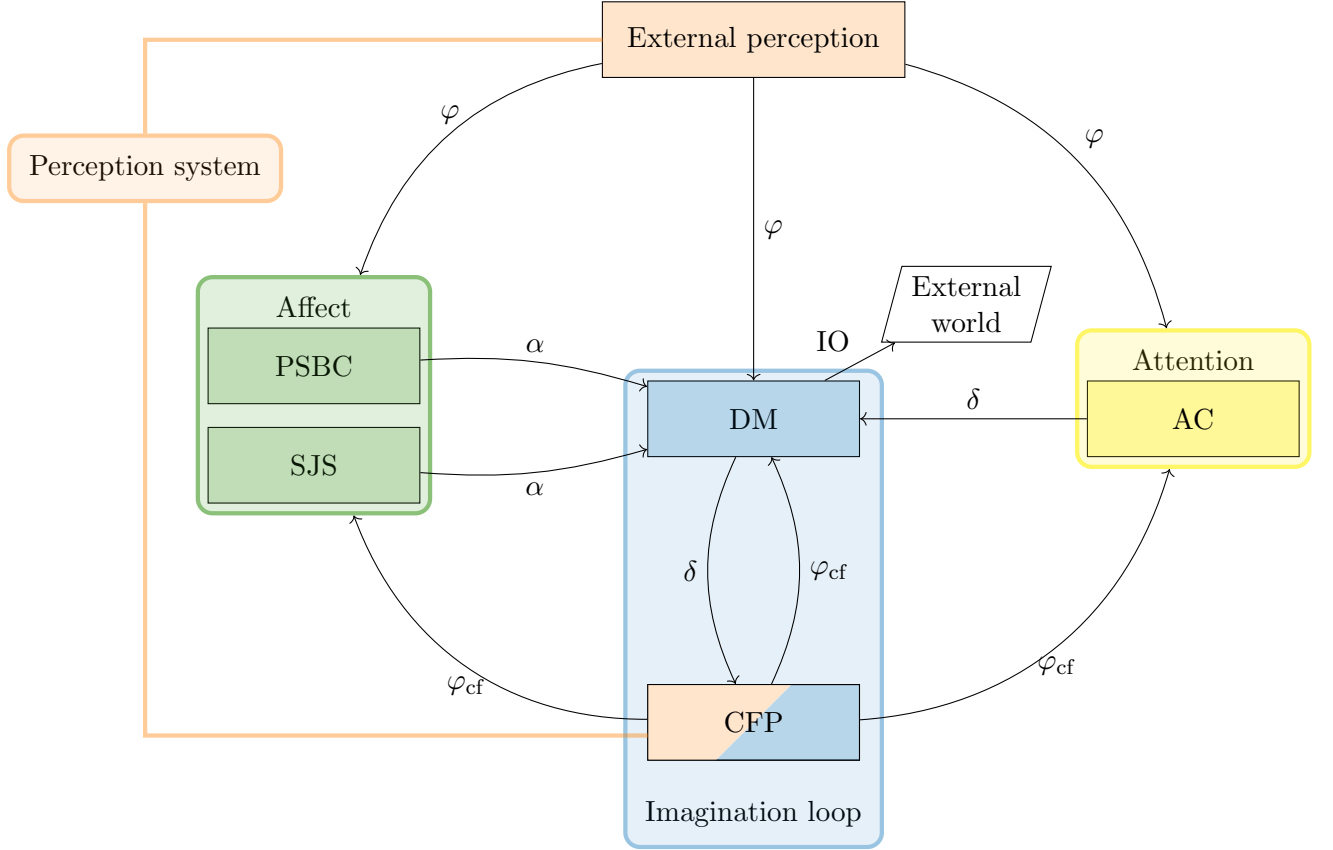 External perception
φ
φ
Perception system
φ
External
world
Affect
IO
PSBC
α
Attention
DM
δ
AC
SJS
α
δ
φcf
φcf
φcf
CFP
Imagination loop